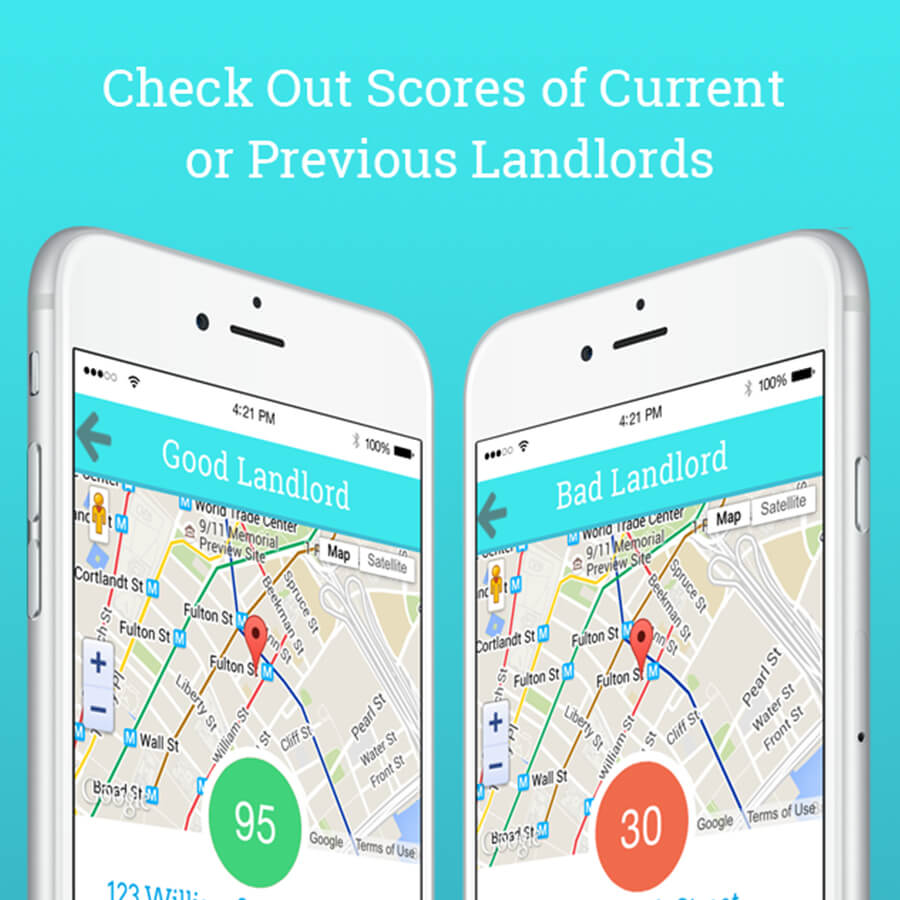 Check Out Scores of Current
or Previous Landlords
4:21 PM
100%
Good Landlord
World Trade Center
9/11 Memorial
Preview Site
Map
Satellite
Cortlandt St
Fulton St
Fulton St
Fulton St
Beekman St
Spruce St
Liberty St
William St
Cliff St
Pearl St
Water St
Front St
Wall St
Broad St
Google
95
Google
Terms of Use
4:21 PM
100%
Bad Landlord
World Trade Center
9/11 Memorial
Preview Site
Map
Satellite
Cortlandt St
Fulton St
Fulton St
Fulton St
Beekman St
Spruce St
Liberty St
William St
Cliff St
Pearl St
Water St
Front St
Wall St
Broad St
Google
30
Google
Terms of Use
123